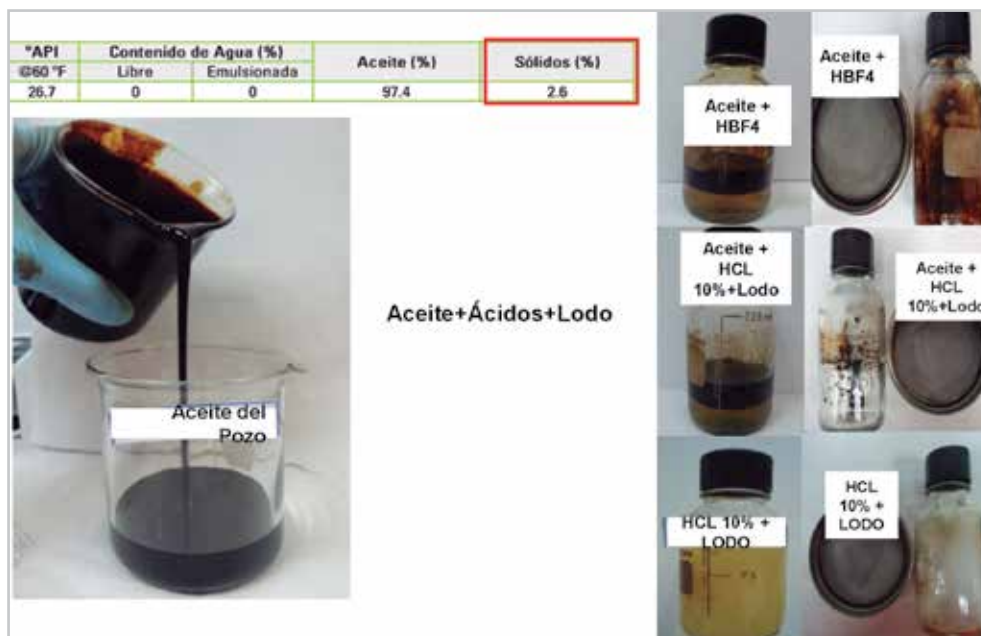 °API
Contenido de Agua (%)
Aceite (%)
Sólidos (%)
@60 °F
Libre
Emulsionada
26.7
0
0
97.4
2.6
Aceite del
Pozo
Aceite+Ácidos+Lodo
Aceite +
HBF4
Aceite +
HBF4
Aceite +
HCL
10%+Lodo
Aceite +
HCL
10%+Lodo
HCL 10% +
LODO
HCL
10% +
LODO